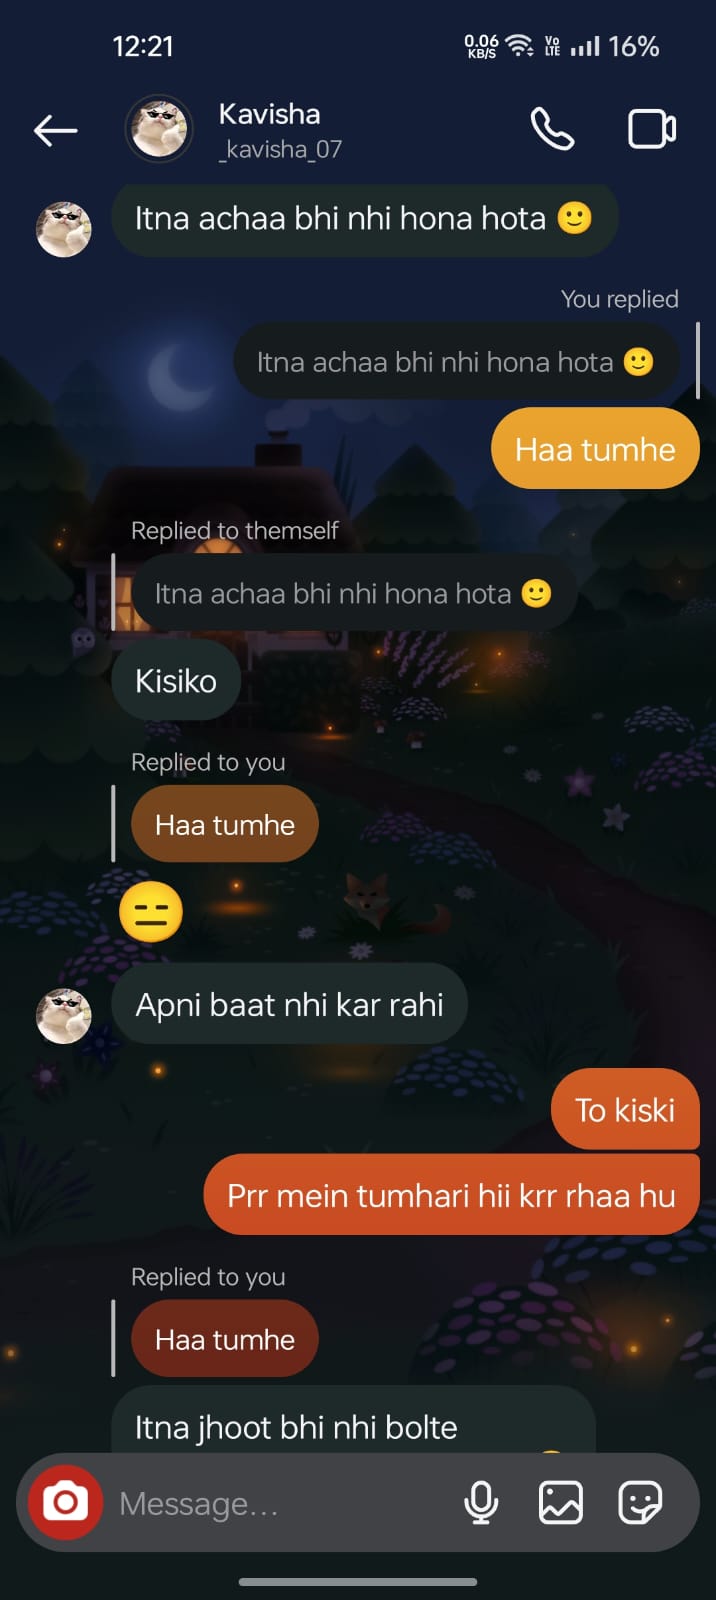 12:21
0.06 KB/S Vo LTE 16%
Kavisha
_kavisha_07
Itna achaa bhi nhi hona hota 🙂
You replied
Itna achaa bhi nhi hona hota 🙂
Haa tumhe
Replied to themself
Itna achaa bhi nhi hona hota 🙂
Kisiko
Replied to you
Haa tumhe
😑
Apni baat nhi kar rahi
To kiski
Prr mein tumhari hii krr rhaa hu
Replied to you
Haa tumhe
Itna jhoot bhi nhi bolte
Message...